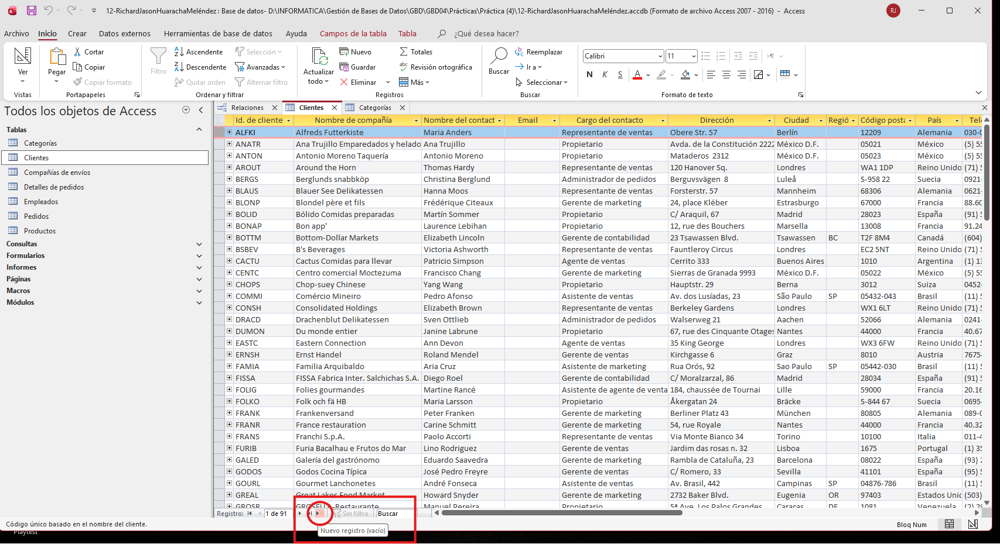 12-RichardJasonHuarachaMeléndez : Base de datos- D:\INFORMATICA\Gestión de Bases de Datos\GBD\GBD04\Prácticas\Práctica (4)\12-RichardJasonHuarachaMeléndez.accdb (Formato de archivo Access 2007 - 2016) - Access RJ
Archivo Inicio Crear Datos externos Herramientas de base de datos Ayuda Campos de la tabla Tabla ¿Qué desea hacer?
Ver Pegar Cortar Copiar Copiar formato Filtro Ascendente Descendente Quitar orden Selección Avanzadas Alternar filtro Actualizar todo Nuevo Guardar Eliminar Totales Revisión ortográfica Más Buscar Reemplazar Ir a Seleccionar Calibri 11 N K S A
Vistas Portapapeles Ordenar y filtrar Registros Buscar Formato de texto
Todos los objetos de Access
Tablas
Categorías
Clientes
Compañías de envíos
Detalles de pedidos
Empleados
Pedidos
Productos
Consultas
Formularios
Informes
Páginas
Macros
Módulos
Relaciones Clientes Categorías
Id. de cliente Nombre de compañía Nombre del contact Email Cargo del contacto Dirección Ciudad Regió Código posta País Tele
ALFKI Alfreds Futterkiste Maria Anders Representante de ventas Obere Str. 57 Berlín 12209 Alemania 030-0
ANATR Ana Trujillo Emparedados y helado Ana Trujillo Propietario Avda. de la Constitución 2222 México D.F. 05021 México (5) 55
ANTON Antonio Moreno Taquería Antonio Moreno Propietario Mataderos 2312 México D.F. 05023 México (5) 55
AROUT Around the Horn Thomas Hardy Representante de ventas 120 Hanover Sq. Londres WA1 1DP Reino Unido (71) 5
BERGS Berglunds snabbköp Christina Berglund Administrador de pedidos Berguvsvägen 8 Luleå S-958 22 Suecia 0921-
BLAUS Blauer See Delikatessen Hanna Moos Representante de ventas Forsterstr. 57 Mannheim 68306 Alemania 0621-
BLONP Blondel père et fils Frédérique Citeaux Gerente de marketing 24, place Kléber Estrasburgo 67000 Francia 88.60
BOLID Bólido Comidas preparadas Martín Sommer Propietario C/ Araquil, 67 Madrid 28023 España (91) 5
BONAP Bon app' Laurence Lebihan Propietario 12, rue des Bouchers Marsella 13008 Francia 91.24
BOTTM Bottom-Dollar Markets Elizabeth Lincoln Gerente de contabilidad 23 Tsawassen Blvd. Tsawassen BC T2F 8M4 Canadá (604)
BSBEV B's Beverages Victoria Ashworth Representante de ventas Fauntleroy Circus Londres EC2 5NT Reino Unido (71) 5
CACTU Cactus Comidas para llevar Patricio Simpson Agente de ventas Cerrito 333 Buenos Aires 1010 Argentina (1) 13
CENTC Centro comercial Moctezuma Francisco Chang Gerente de marketing Sierras de Granada 9993 México D.F. 05022 México (5) 55
CHOPS Chop-suey Chinese Yang Wang Propietario Hauptstr. 29 Berna 3012 Suiza 0452-
COMMI Comércio Mineiro Pedro Afonso Asistente de ventas Av. dos Lusíadas, 23 São Paulo SP 05432-043 Brasil (11) 5
CONSH Consolidated Holdings Elizabeth Brown Representante de ventas Berkeley Gardens Londres WX1 6LT Reino Unido (71) 5
DRACD Drachenblut Delikatessen Sven Ottlieb Administrador de pedidos Walserweg 21 Aachen 52066 Alemania 0241-
DUMON Du monde entier Janine Labrune Propietario 67, rue des Cinquante Otages Nantes 44000 Francia 40.67
EASTC Eastern Connection Ann Devon Agente de ventas 35 King George Londres WX3 6FW Reino Unido (71) 5
ERNSH Ernst Handel Roland Mendel Gerente de ventas Kirchgasse 6 Graz 8010 Austria 7675-
FAMIA Familia Arquibaldo Aria Cruz Asistente de marketing Rua Orós, 92 Sao Paulo SP 05442-030 Brasil (11) 5
FISSA FISSA Fabrica Inter. Salchichas S.A. Diego Roel Gerente de contabilidad C/ Moralzarzal, 86 Madrid 28034 España (91) 5
FOLIG Folies gourmandes Martine Rancé Asistente de agente de venta 184, chaussée de Tournai Lille 59000 Francia 20.16
FOLKO Folk och fä HB Maria Larsson Propietario Åkergatan 24 Bräcke S-844 67 Suecia 0695-
FRANK Frankenversand Peter Franken Gerente de marketing Berliner Platz 43 München 80805 Alemania 089-0
FRANR France restauration Carine Schmitt Gerente de marketing 54, rue Royale Nantes 44000 Francia 40.32
FRANS Franchi S.p.A. Paolo Accorti Representante de ventas Via Monte Bianco 34 Torino 10100 Italia 011-4
FURIB Furia Bacalhau e Frutos do Mar Lino Rodriguez Gerente de ventas Jardim das rosas n. 32 Lisboa 1675 Portugal (1) 35
GALED Galería del gastrónomo Eduardo Saavedra Gerente de marketing Rambla de Cataluña, 23 Barcelona 08022 España (93) 2
GODOS Godos Cocina Típica José Pedro Freyre Gerente de ventas C/ Romero, 33 Sevilla 41101 España (95) 5
GOURL Gourmet Lanchonetes André Fonseca Asistente de ventas Av. Brasil, 442 Campinas SP 04876-786 Brasil (11) 5
GREAL Great Lakes Food Market Howard Snyder Gerente de marketing 2732 Baker Blvd. Eugenia OR 97403 Estados Unid (503)
GROSR GROSELLA-Restaurante Manuel Pereira Propietario 5ª Ave. Los Palos Grandes Caracas DF 1081 Venezuela (2) 28
Registro: 1 de 91 Sin filtro Buscar
Nuevo registro (vacío)
Código único basado en el nombre del cliente. Bloq Num
Playtest